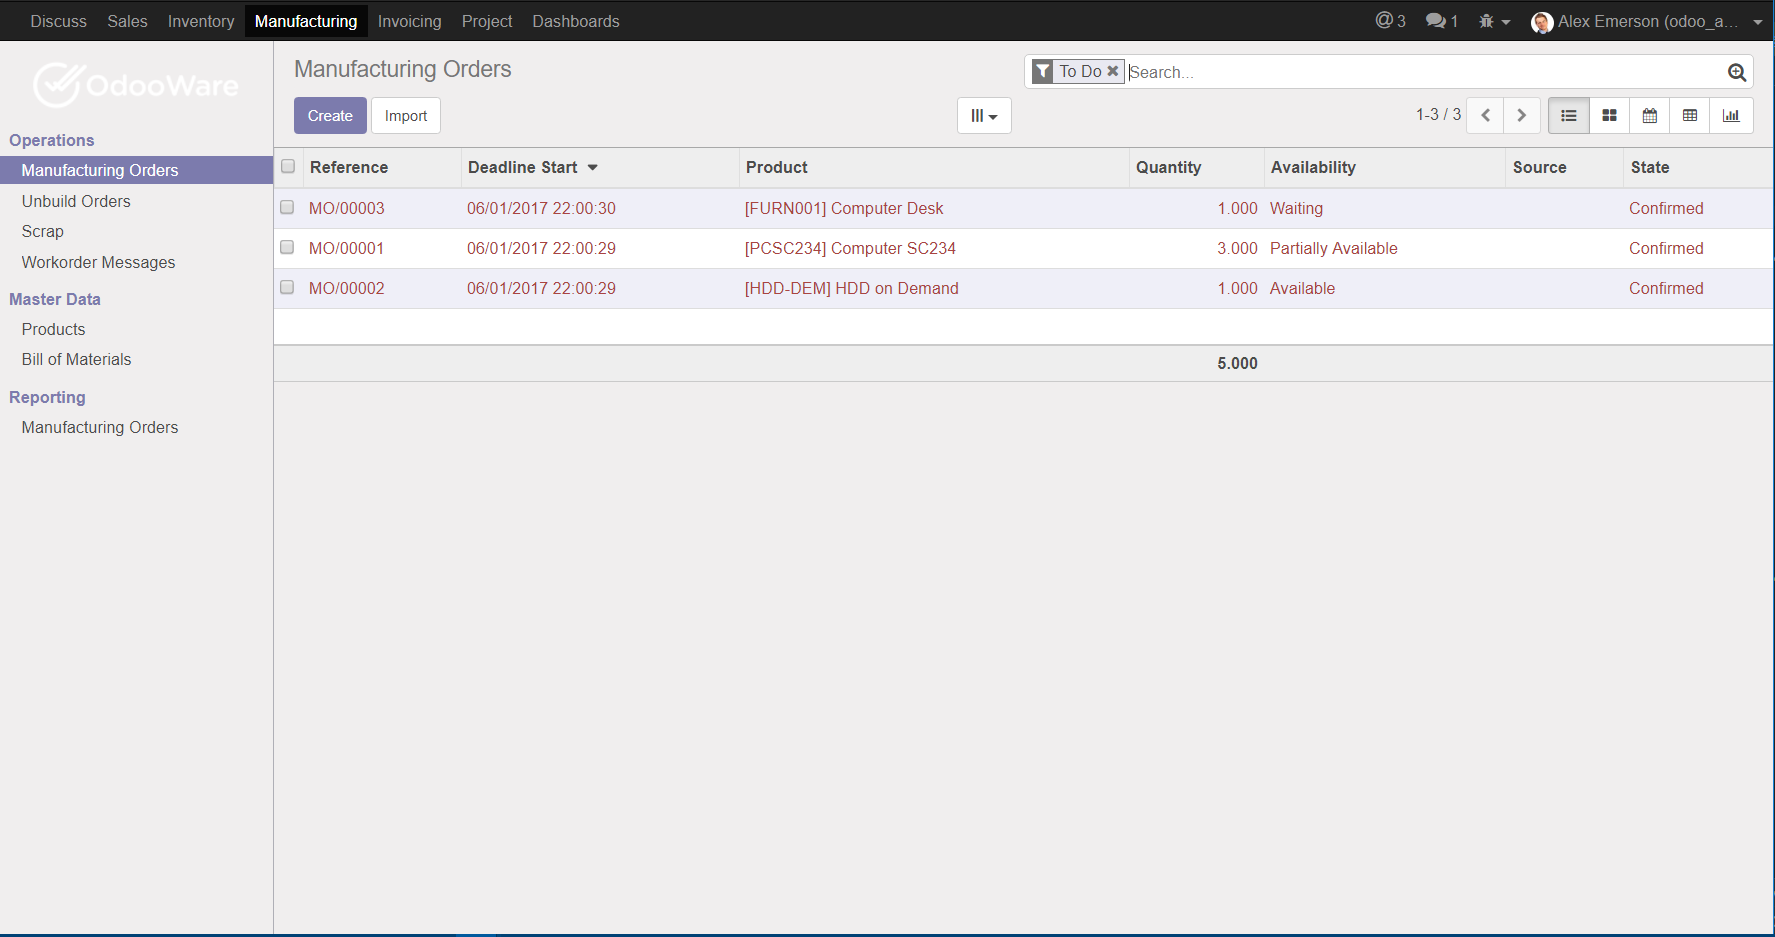 Discuss Sales Inventory Manufacturing Invoicing Project Dashboards @ 3 1 Alex Emerson (odoo_a...
OdooWare
Manufacturing Orders
To Do Search...
Create Import
1-3 / 3
Operations
Manufacturing Orders
Unbuild Orders
Scrap
Workorder Messages
Master Data
Products
Bill of Materials
Reporting
Manufacturing Orders
Reference Deadline Start Product Quantity Availability Source State
MO/00003 06/01/2017 22:00:30 [FURN001] Computer Desk 1.000 Waiting Confirmed
MO/00001 06/01/2017 22:00:29 [PCSC234] Computer SC234 3.000 Partially Available Confirmed
MO/00002 06/01/2017 22:00:29 [HDD-DEM] HDD on Demand 1.000 Available Confirmed
5.000